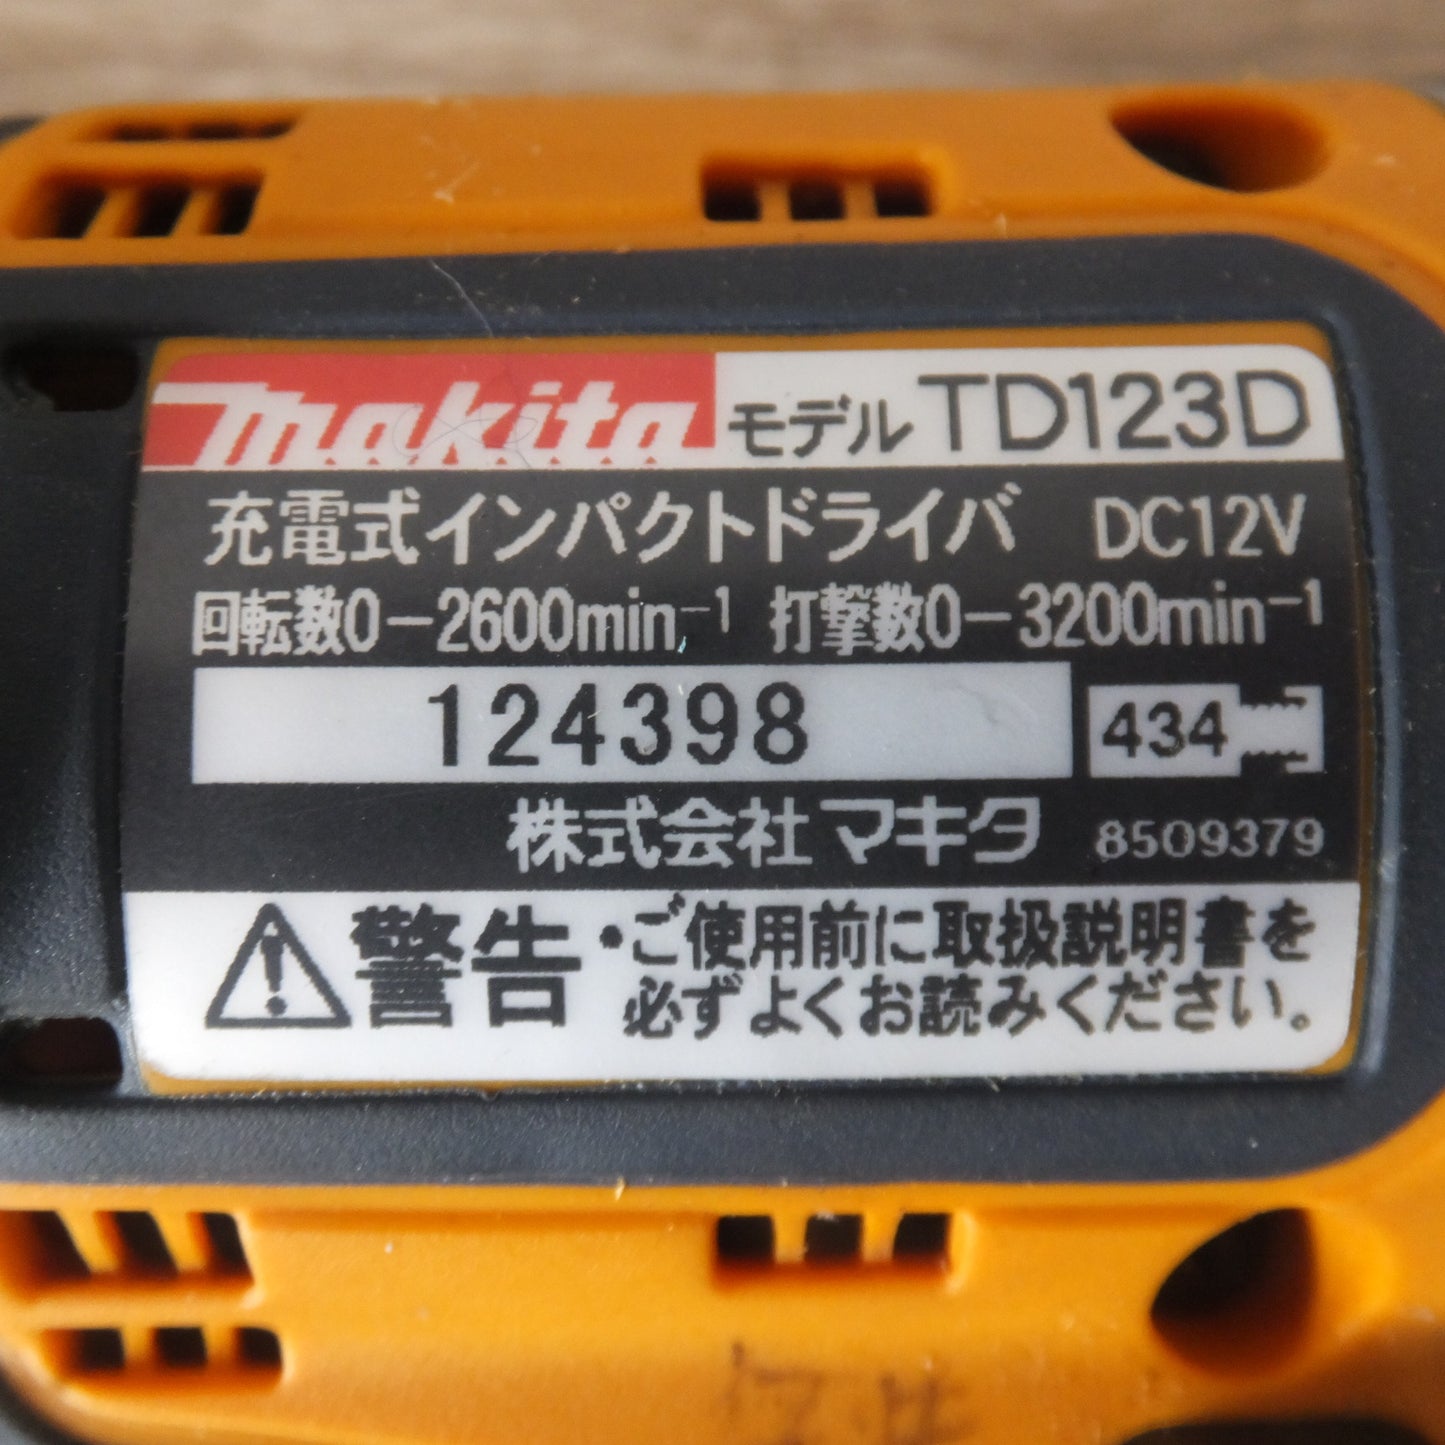 makita モデル TD123D
充電式インパクトドライバ DC12V
回転数0-2600min⁻¹ 打撃数0-3200min⁻¹
124398 434
株式会社マキタ 8509379
警告 ・ご使用前に取扱説明書を
必ずよくお読みください。